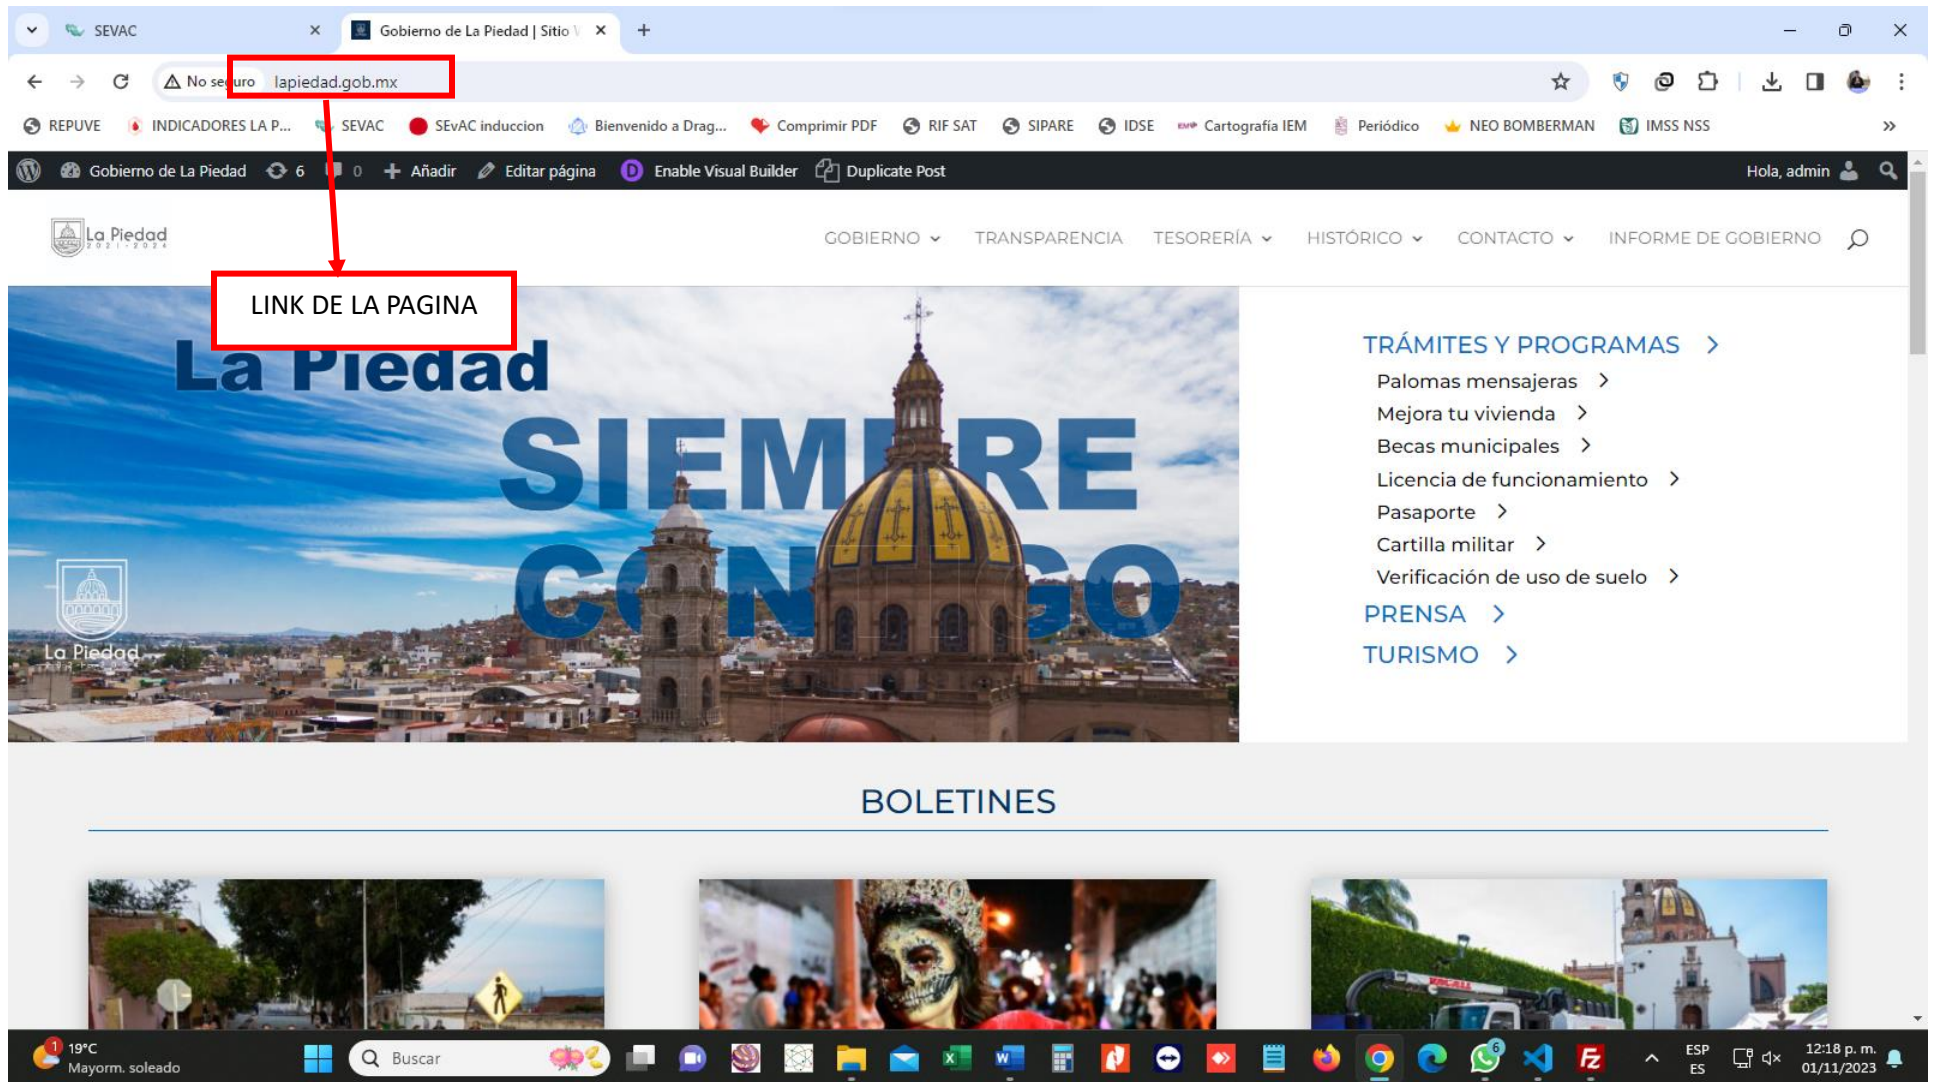 SEVAC
Gobierno de La Piedad | Sitio
No seguro lapiedad.gob.mx
REPUVE INDICADORES LA P... SEVAC SEvAC induccion Bienvenido a Drag... Comprimir PDF RIF SAT SIPARE IDSE Cartografía IEM Periódico NEO BOMBERMAN IMSS NSS »
Gobierno de La Piedad 6 0 Añadir Editar página D Enable Visual Builder Duplicate Post Hola, admin
La Piedad
2021-2024
GOBIERNO TRANSPARENCIA TESORERÍA HISTÓRICO CONTACTO INFORME DE GOBIERNO
LINK DE LA PAGINA
La Piedad
SIEMPRE
CONTIGO
La Piedad
TRÁMITES Y PROGRAMAS
Palomas mensajeras
Mejora tu vivienda
Becas municipales
Licencia de funcionamiento
Pasaporte
Cartilla militar
Verificación de uso de suelo
PRENSA
TURISMO
BOLETINES
1
19°C
Mayorm. soleado
Buscar
6
ESP
ES
12:18 p. m.
01/11/2023